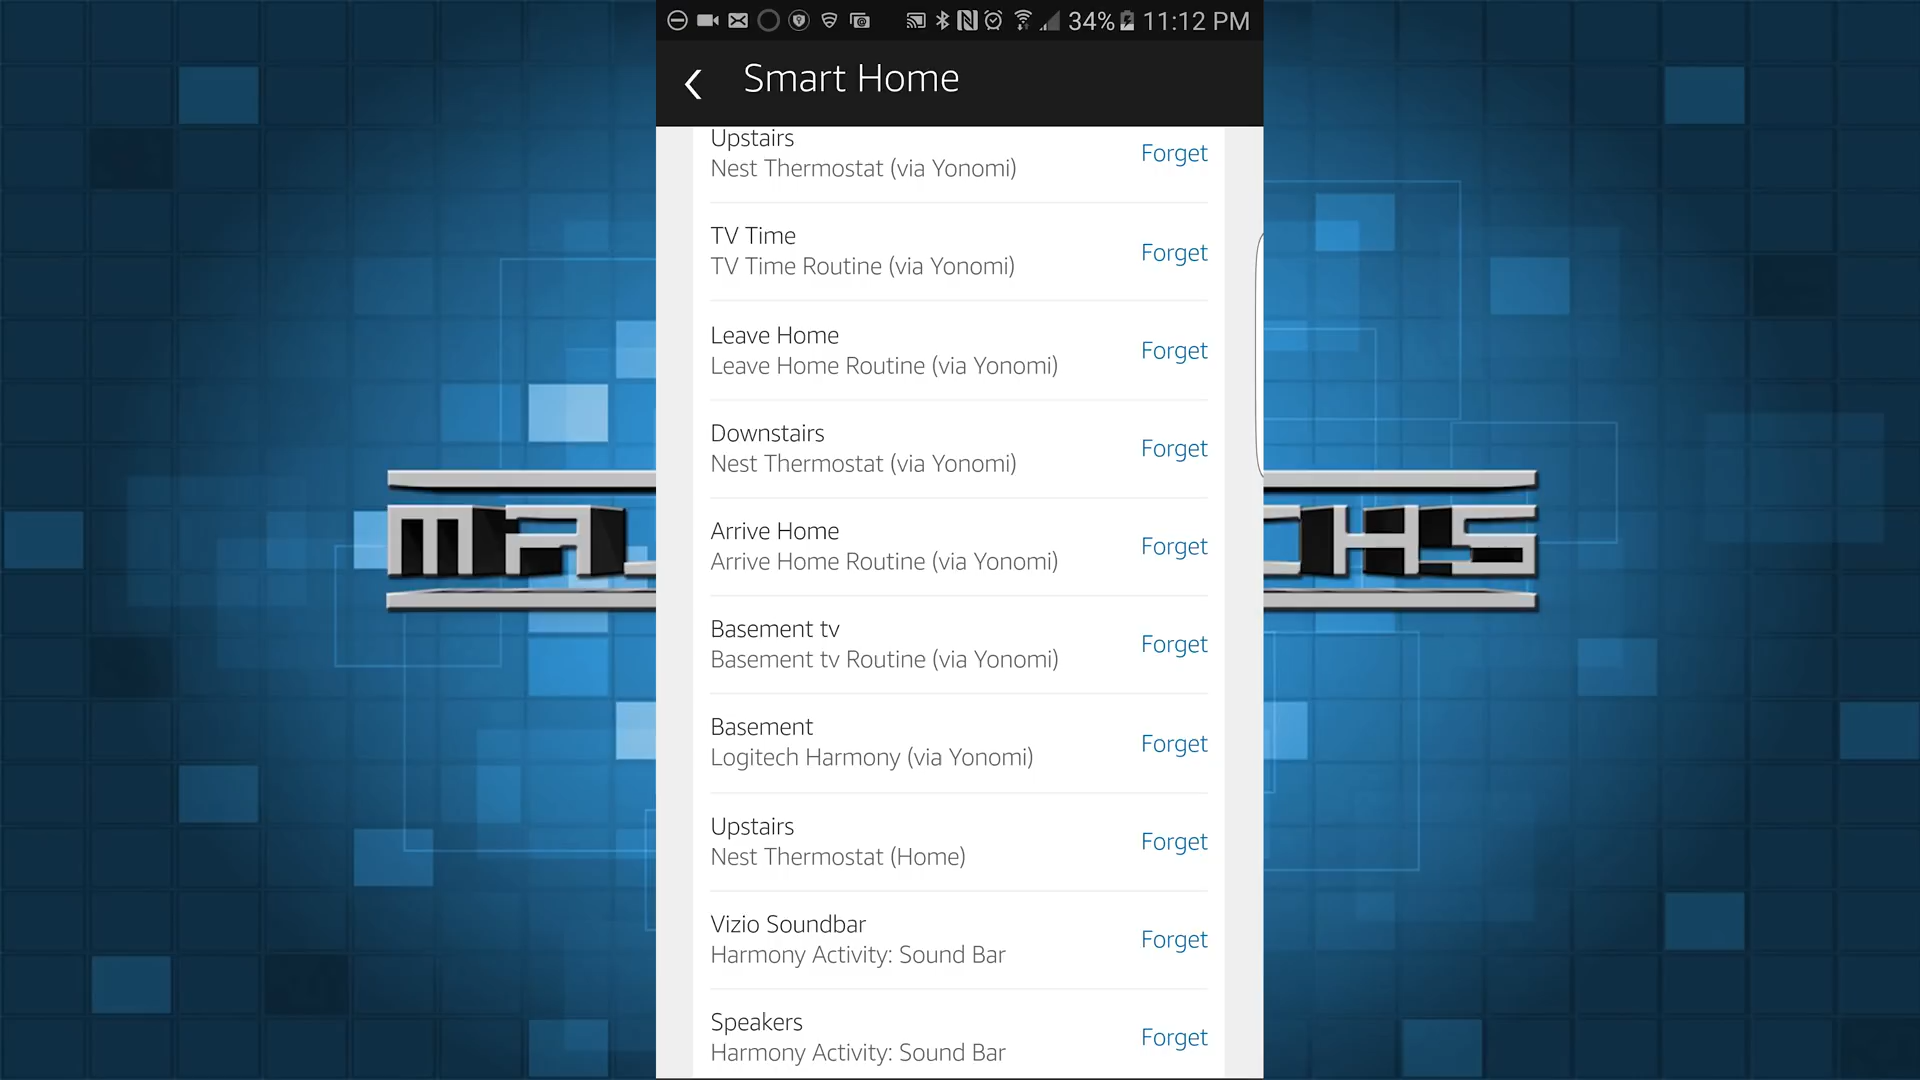 34% 11:12 PM
Smart Home
Upstairs
Nest Thermostat (via Yonomi)
Forget
TV Time
TV Time Routine (via Yonomi)
Forget
Leave Home
Leave Home Routine (via Yonomi)
Forget
Downstairs
Nest Thermostat (via Yonomi)
Forget
Arrive Home
Arrive Home Routine (via Yonomi)
Forget
Basement tv
Basement tv Routine (via Yonomi)
Forget
Basement
Logitech Harmony (via Yonomi)
Forget
Upstairs
Nest Thermostat (Home)
Forget
Vizio Soundbar
Harmony Activity: Sound Bar
Forget
Speakers
Harmony Activity: Sound Bar
Forget